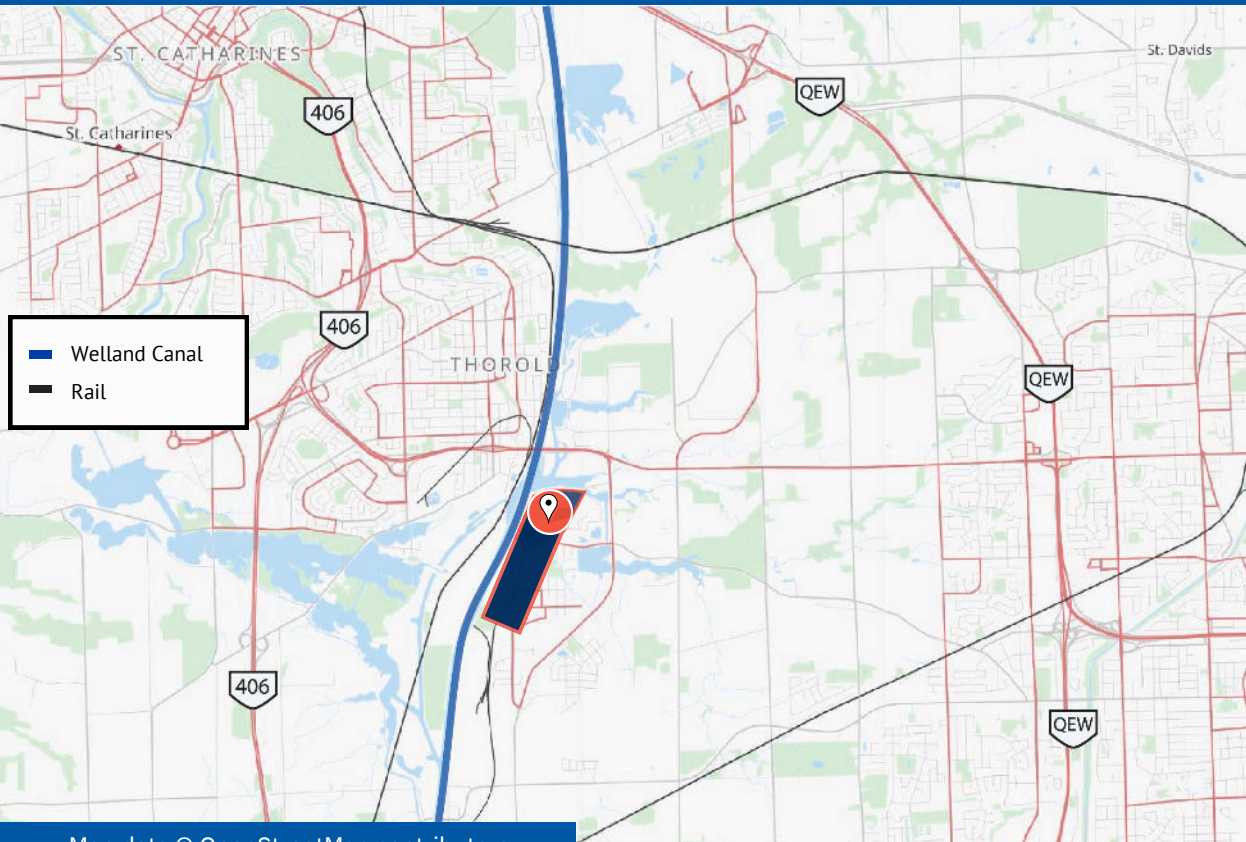 ST. CATHARINES
St. Davids
QEW
406
St. Catharines
406
Welland Canal
Rail
THOROLD
QEW
406
QEW